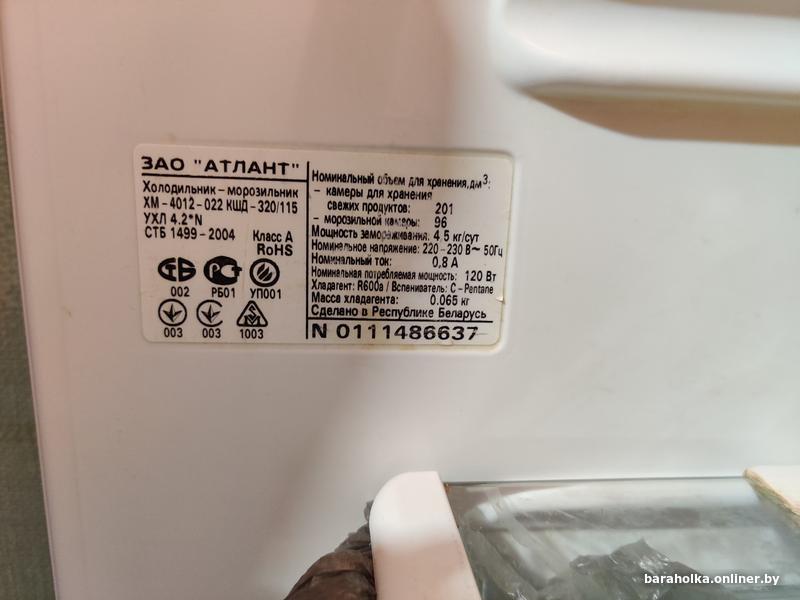 ЗАО "АТЛАНТ"
Холодильник - морозильник
ХМ - 4012 - 022 КШД - 320/115
УХЛ 4.2*N
СТБ 1499 - 2004
Класс А
RoHS
002
РБ01
УП001
003
003
1003
Номинальный объем для хранения, дм³:
- камеры для хранения
свежих продуктов: 201
- морозильной камеры: 96
Мощность замораживания: 4,5 кг/сут
Номинальное напряжение: 220 - 230 В ~ 50Гц
Номинальный ток: 0,8 А
Номинальная потребляемая мощность: 120 Вт
Хладагент: R600a / Вспениватель: C - Pentane
Масса хладагента: 0.065 кг
Сделано в Республике Беларусь
N 0111486637
baraholka.onliner.by